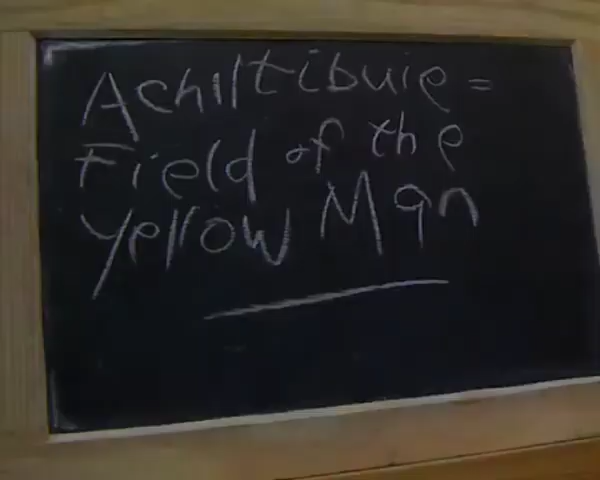 Achiltibuie =
Field of the
Yellow Man